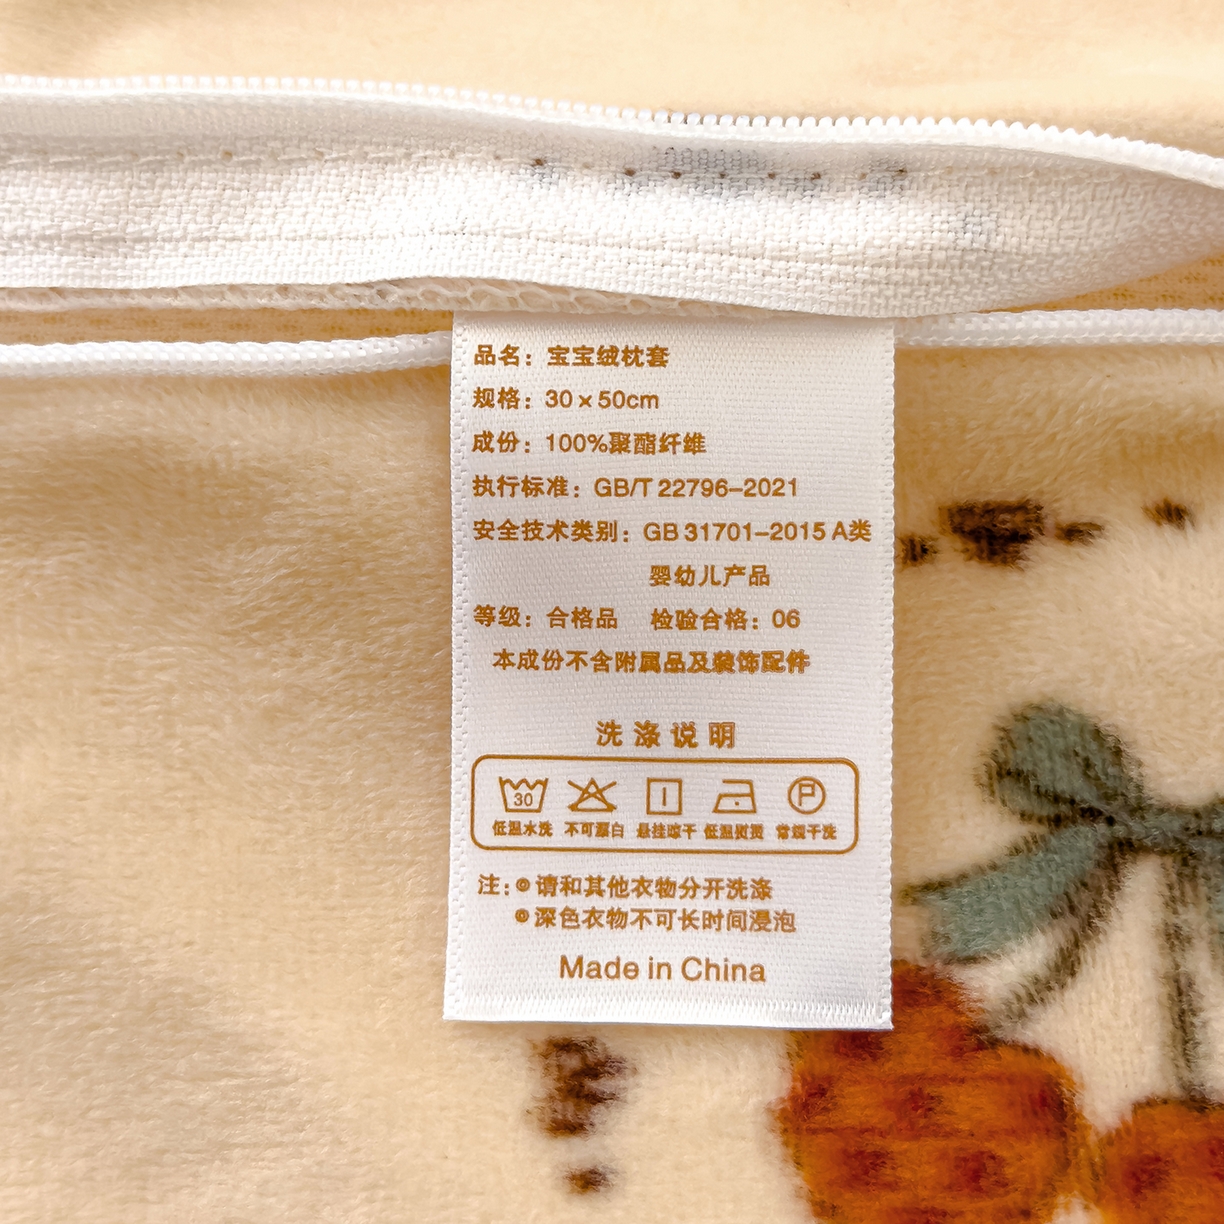 品名：宝宝绒枕套
规格：30×50cm
成份：100%聚酯纤维
执行标准：GB/T 22796-2021
安全技术类别：GB 31701-2015 A类
婴幼儿产品
等级：合格品 检验合格：06
本成份不含附属品及装饰配件
洗涤说明
30 P
低温水洗 不可漂白 悬挂晾干 低温熨烫 常规干洗
注：◎请和其他衣物分开洗涤
◎深色衣物不可长时间浸泡
Made in China